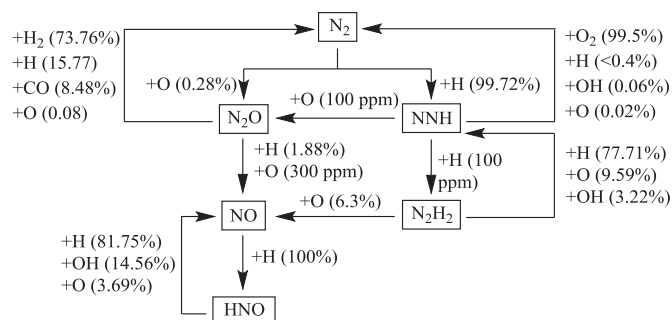 N₂
+H₂ (73.76%)
+H (15.77)
+CO (8.48%)
+O (0.08)
+O₂ (99.5%)
+H (<0.4%)
+OH (0.06%)
+O (0.02%)
+O (0.28%)
+H (99.72%)
+O (100 ppm)
N₂O
NNH
+H (1.88%)
+O (300 ppm)
+H (100
ppm)
+H (77.71%)
+O (9.59%)
+OH (3.22%)
+O (6.3%)
NO
N₂H₂
+H (81.75%)
+OH (14.56%)
+O (3.69%)
+H (100%)
HNO